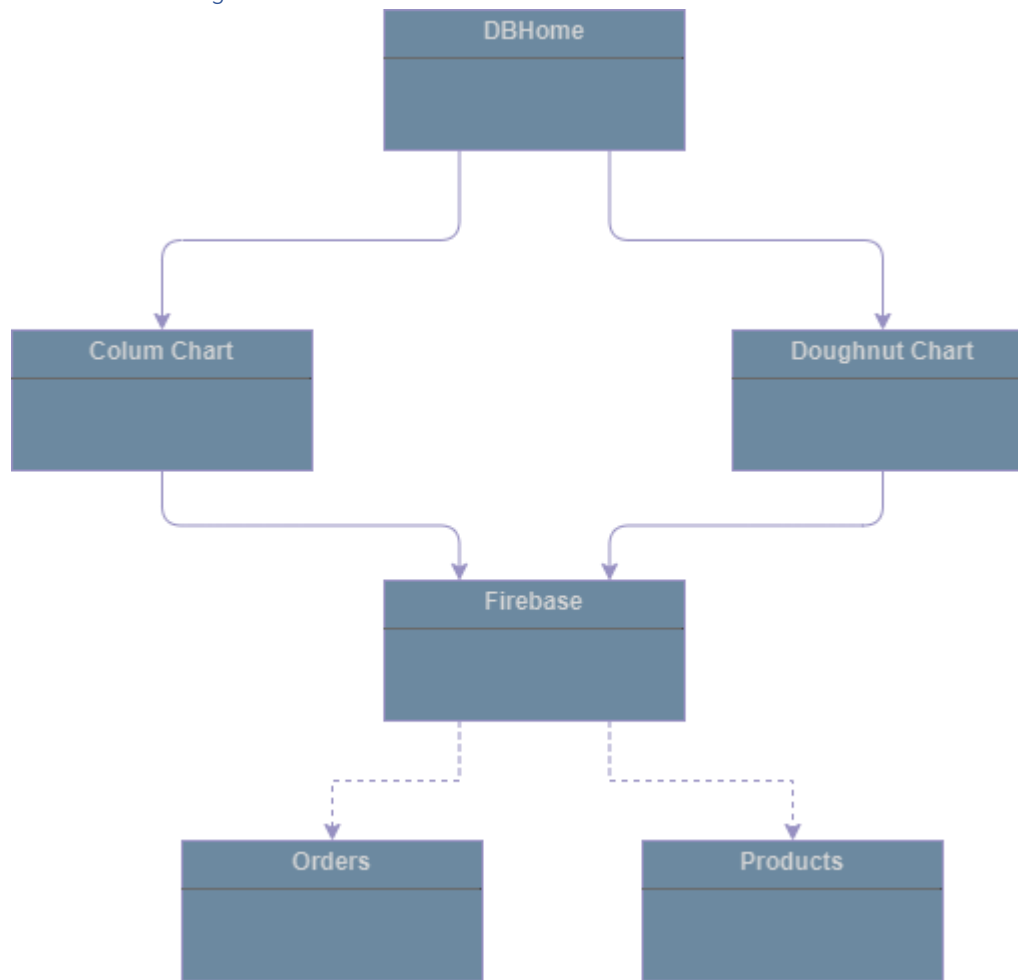 DBHome
Colum Chart
Doughnut Chart
Firebase
Orders
Products